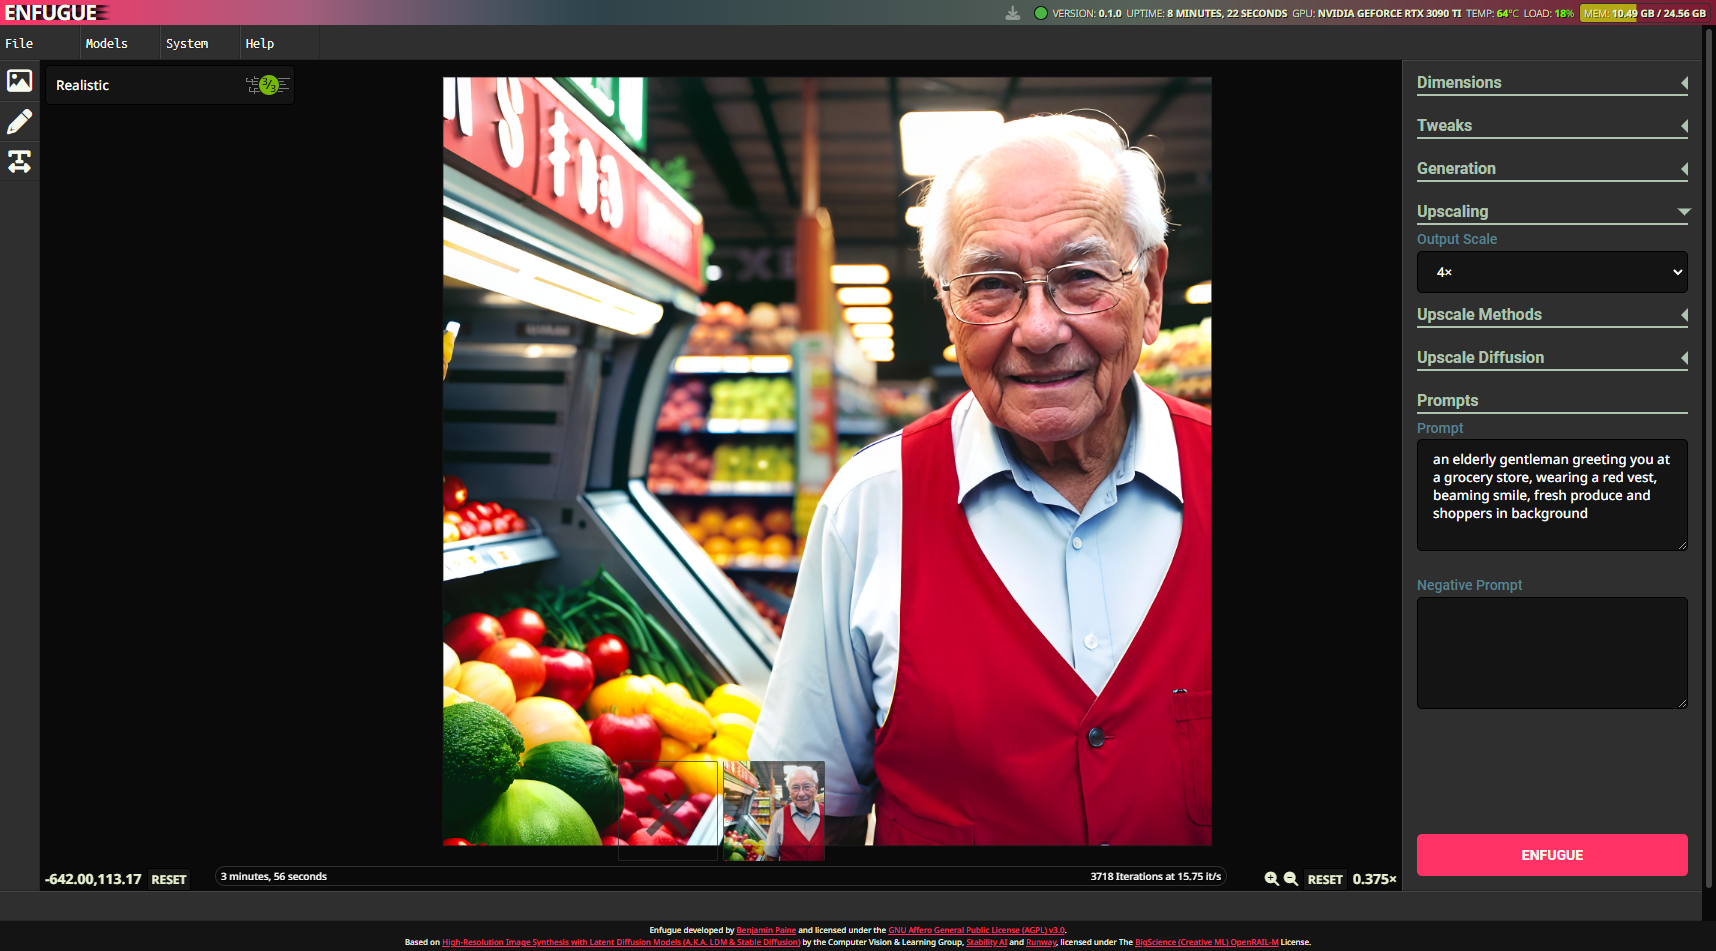 ENFUGUE
VERSION: 0.1.0 UPTIME: 8 MINUTES, 22 SECONDS GPU: NVIDIA GEFORCE RTX 3090 TI TEMP: 64°C LOAD: 18% MEM: 10.49 GB / 24.56 GB
File Models System Help
Realistic
3/3
Dimensions
Tweaks
Generation
Upscaling
Output Scale
4×
Upscale Methods
Upscale Diffusion
Prompts
Prompt
an elderly gentleman greeting you at
a grocery store, wearing a red vest,
beaming smile, fresh produce and
shoppers in background
Negative Prompt
ENFUGUE
-642.00,113.17 RESET
3 minutes, 56 seconds
3718 Iterations at 15.75 it/s
RESET 0.375×
Enfugue developed by Benjamin Paine and licensed under the GNU Affero General Public License (AGPL) v3.0.
Based on High-Resolution Image Synthesis with Latent Diffusion Models (A.K.A. LDM & Stable Diffusion) by the Computer Vision & Learning Group, Stability AI and Runway, licensed under The BigScience (Creative ML) OpenRAIL-M License.